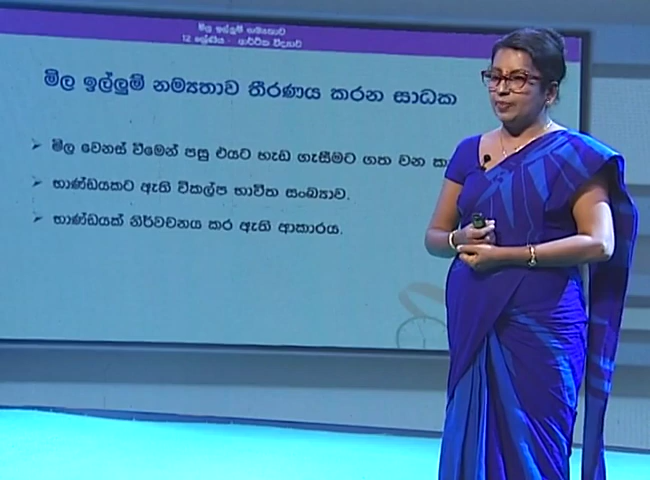 මිල ඉල්ලුම් නම්‍යතාව
12 ශ්‍රේණිය - ආර්ථික විද්‍යාව
මිල ඉල්ලුම් නම්‍යතාව තීරණය කරන සාධක
➢ මිල වෙනස් වීමෙන් පසු එයට හැඩ ගැසීමට ගත වන
➢ භාණ්ඩයකට ඇති විකල්ප භාවිත සංඛ්‍යාව.
➢ භාණ්ඩයක් නිර්වචනය කර ඇති ආකාරය.